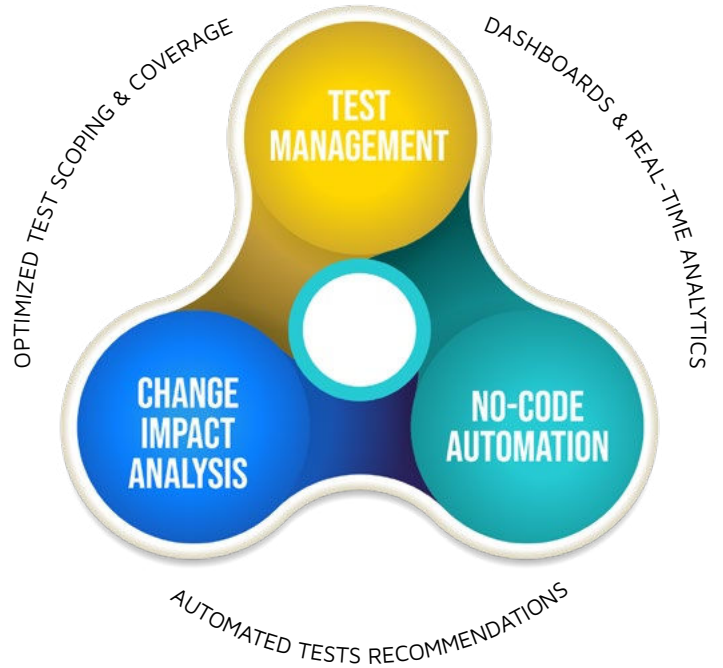 OPTIMIZED TEST SCOPING & COVERAGE
DASHBOARDS & REAL-TIME ANALYTICS
TEST
MANAGEMENT
CHANGE
IMPACT
ANALYSIS
NO-CODE
AUTOMATION
AUTOMATED TESTS RECOMMENDATIONS